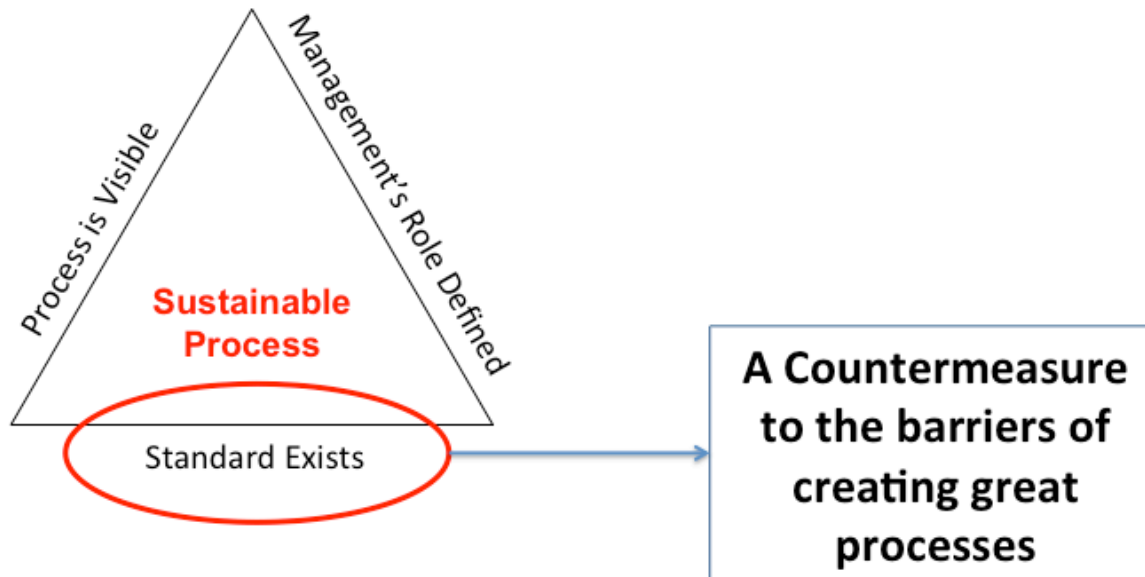 Process is Visible
Management's Role Defined
Sustainable
Process
Standard Exists
A Countermeasure
to the barriers of
creating great
processes